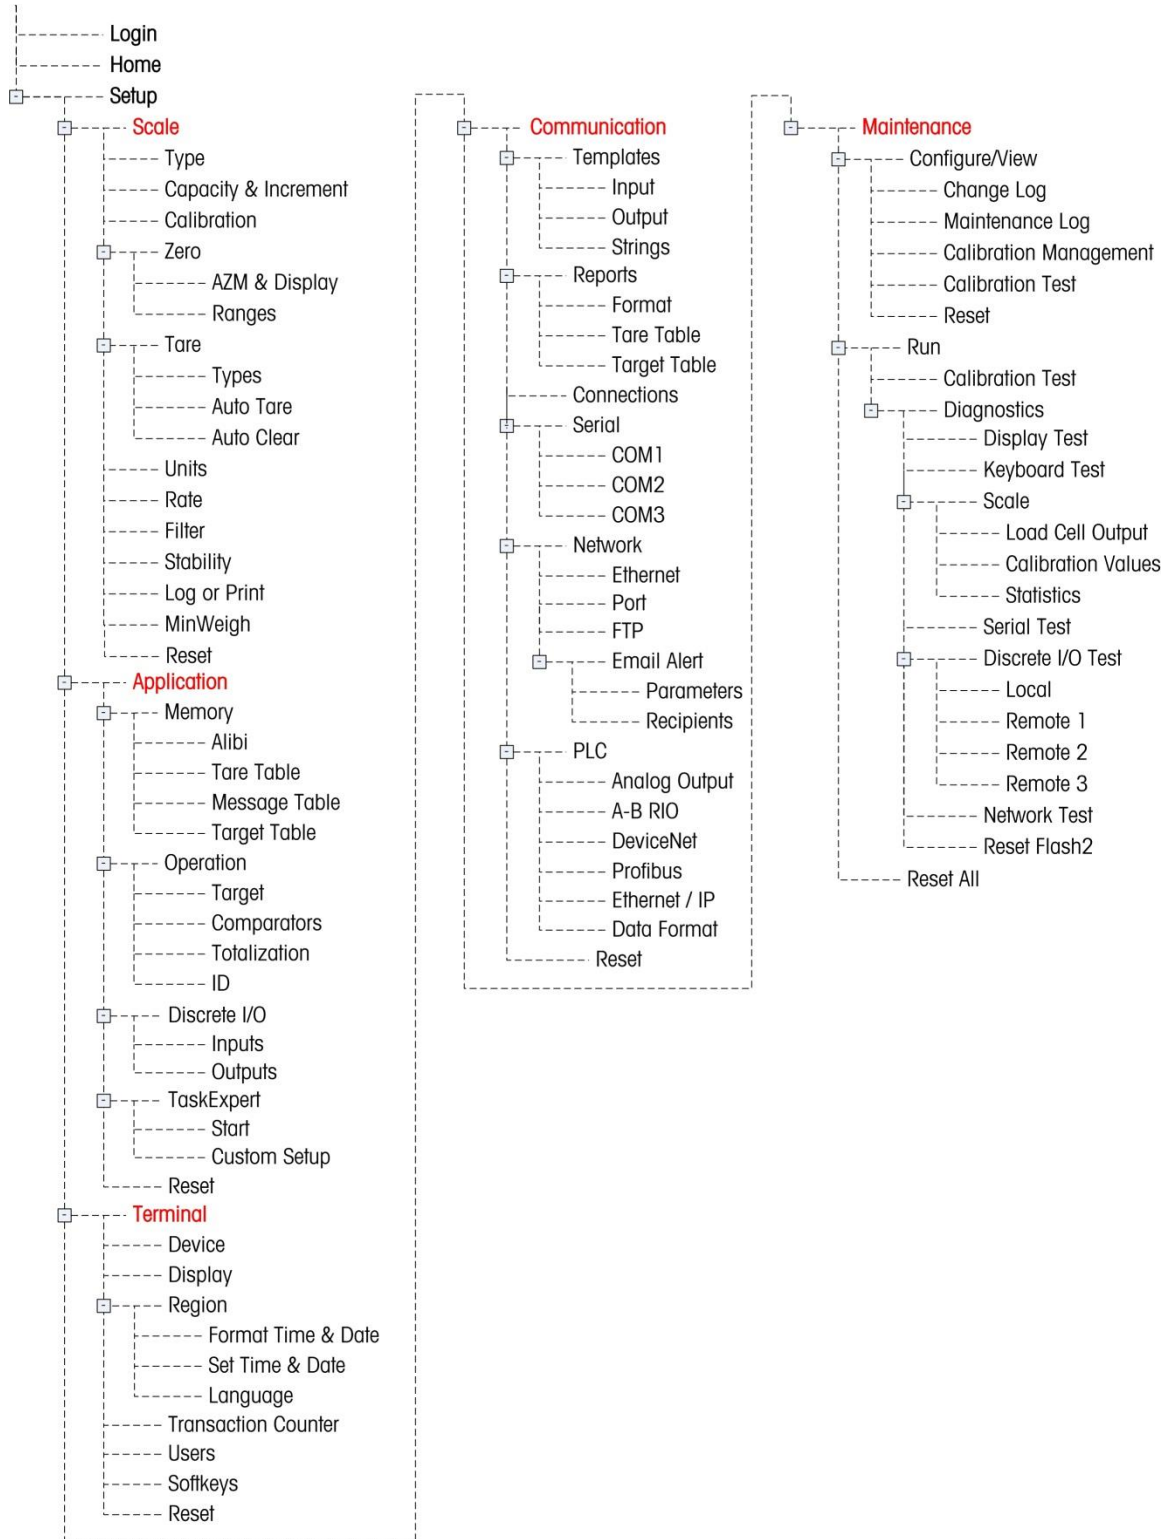 Login
Home
Setup
Scale
Type
Capacity & Increment
Calibration
Zero
AZM & Display
Ranges
Tare
Types
Auto Tare
Auto Clear
Units
Rate
Filter
Stability
Log or Print
MinWeigh
Reset
Application
Memory
Alibi
Tare Table
Message Table
Target Table
Operation
Target
Comparators
Totalization
ID
Discrete I/O
Inputs
Outputs
TaskExpert
Start
Custom Setup
Reset
Terminal
Device
Display
Region
Format Time & Date
Set Time & Date
Language
Transaction Counter
Users
Softkeys
Reset
Communication
Templates
Input
Output
Strings
Reports
Format
Tare Table
Target Table
Connections
Serial
COM1
COM2
COM3
Network
Ethernet
Port
FTP
Email Alert
Parameters
Recipients
PLC
Analog Output
A-B RIO
DeviceNet
Profibus
Ethernet / IP
Data Format
Reset
Maintenance
Configure/View
Change Log
Maintenance Log
Calibration Management
Calibration Test
Reset
Run
Calibration Test
Diagnostics
Display Test
Keyboard Test
Scale
Load Cell Output
Calibration Values
Statistics
Serial Test
Discrete I/O Test
Local
Remote 1
Remote 2
Remote 3
Network Test
Reset Flash2
Reset All